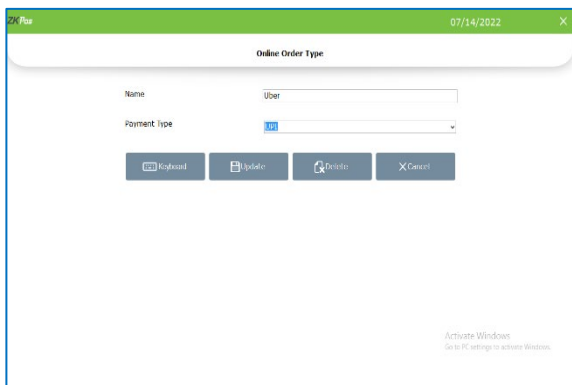 ZKPos 07/14/2022 X
Online Order Type
Name Uber
Payment Type UPI
Keyboard Update Delete Cancel
Activate Windows
Go to PC settings to activate Windows.